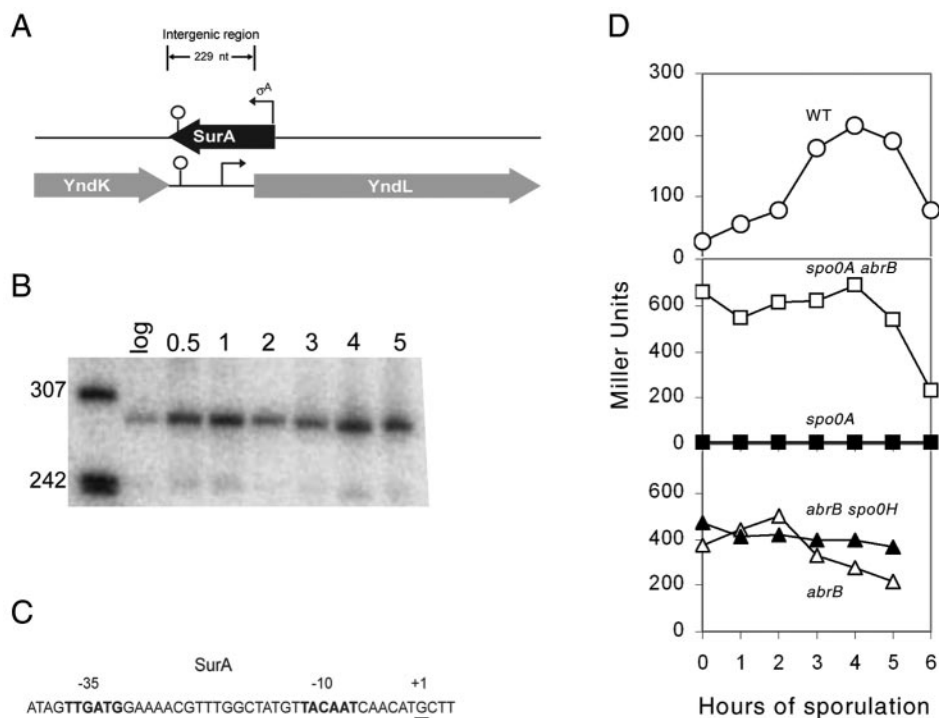 A
Intergenic region
229 nt
σA
SurA
YndK
YndL
B
log 0.5 1 2 3 4 5
307
242
C
SurA
-35 -10 +1
ATAGTTGATGGAAAACGTTTGGCTATGTTACAATCAACATGCTT
D
300
WT
200
100
0
spo0A abrB
600
400
200
spo0A
0
600
abrB spo0H
400
200
abrB
0
0 1 2 3 4 5 6
Miller Units
Hours of sporulation